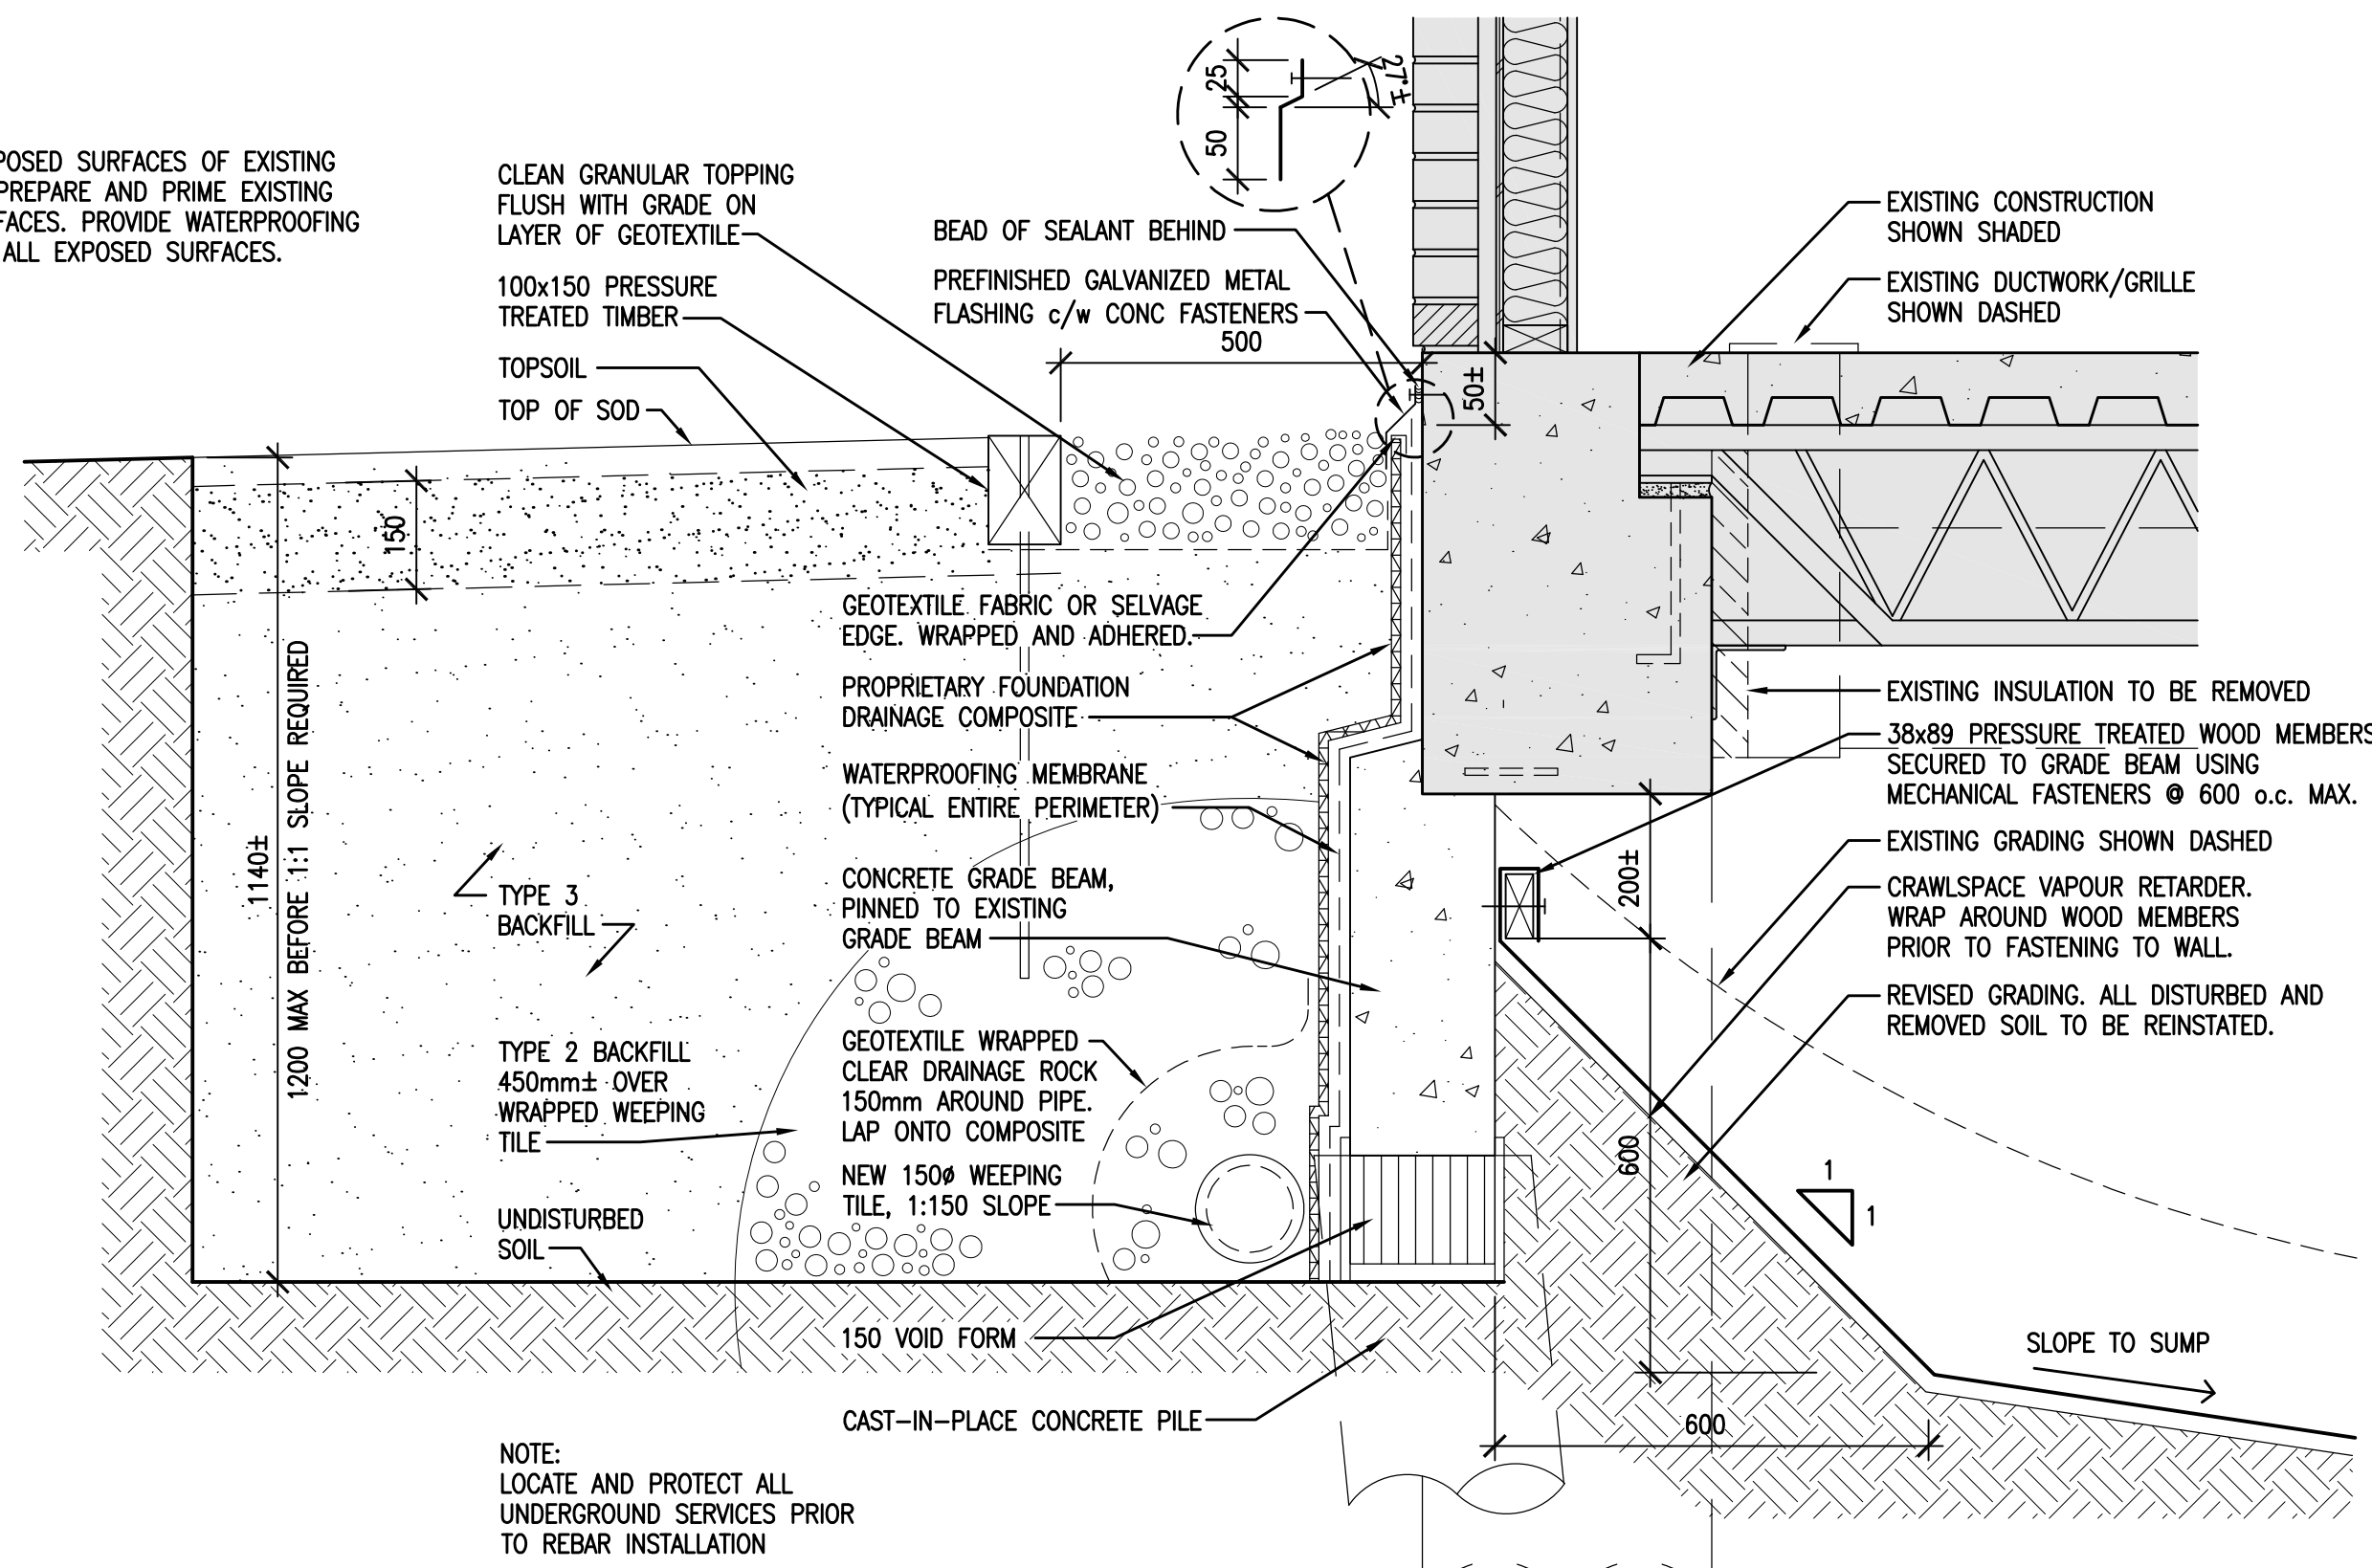 POSED SURFACES OF EXISTING
PREPARE AND PRIME EXISTING
FACES. PROVIDE WATERPROOFING
ALL EXPOSED SURFACES.
CLEAN GRANULAR TOPPING
FLUSH WITH GRADE ON
LAYER OF GEOTEXTILE
100x150 PRESSURE
TREATED TIMBER
TOPSOIL
TOP OF SOD
25
50
27°±
BEAD OF SEALANT BEHIND
PREFINISHED GALVANIZED METAL
FLASHING c/w CONC FASTENERS
500
50±
EXISTING CONSTRUCTION
SHOWN SHADED
EXISTING DUCTWORK/GRILLE
SHOWN DASHED
150
1140±
1200 MAX BEFORE 1:1 SLOPE REQUIRED
GEOTEXTILE FABRIC OR SELVAGE
EDGE. WRAPPED AND ADHERED.
PROPRIETARY FOUNDATION
DRAINAGE COMPOSITE
WATERPROOFING MEMBRANE
(TYPICAL ENTIRE PERIMETER)
CONCRETE GRADE BEAM,
PINNED TO EXISTING
GRADE BEAM
TYPE 3
BACKFILL
TYPE 2 BACKFILL
450mm± OVER
WRAPPED WEEPING
TILE
UNDISTURBED
SOIL
GEOTEXTILE WRAPPED
CLEAR DRAINAGE ROCK
150mm AROUND PIPE.
LAP ONTO COMPOSITE
NEW 150ø WEEPING
TILE, 1:150 SLOPE
150 VOID FORM
CAST-IN-PLACE CONCRETE PILE
EXISTING INSULATION TO BE REMOVED
38x89 PRESSURE TREATED WOOD MEMBERS
SECURED TO GRADE BEAM USING
MECHANICAL FASTENERS @ 600 o.c. MAX.
EXISTING GRADING SHOWN DASHED
CRAWLSPACE VAPOUR RETARDER.
WRAP AROUND WOOD MEMBERS
PRIOR TO FASTENING TO WALL.
REVISED GRADING. ALL DISTURBED AND
REMOVED SOIL TO BE REINSTATED.
200±
600
1
1
SLOPE TO SUMP
600
NOTE:
LOCATE AND PROTECT ALL
UNDERGROUND SERVICES PRIOR
TO REBAR INSTALLATION